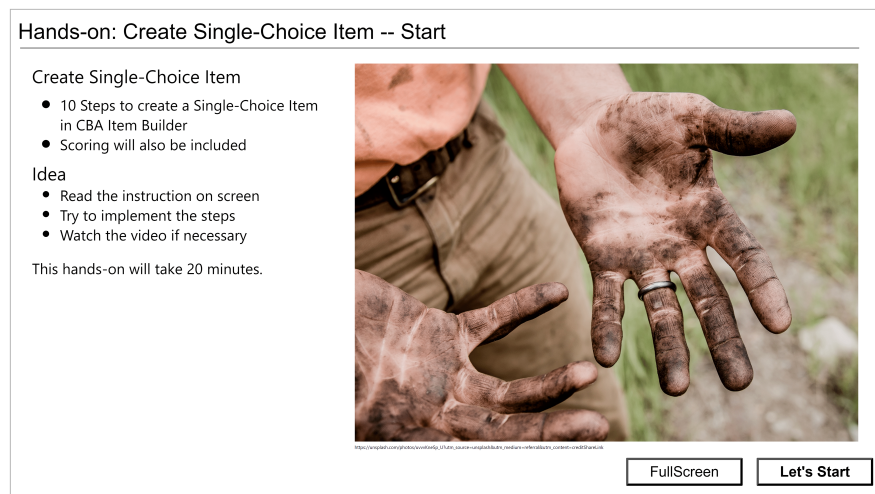 Hands-on: Create Single-Choice Item -- Start
Create Single-Choice Item
10 Steps to create a Single-Choice Item
in CBA Item Builder
Scoring will also be included
Idea
Read the instruction on screen
Try to implement the steps
Watch the video if necessary
This hands-on will take 20 minutes.
FullScreen
Let's Start